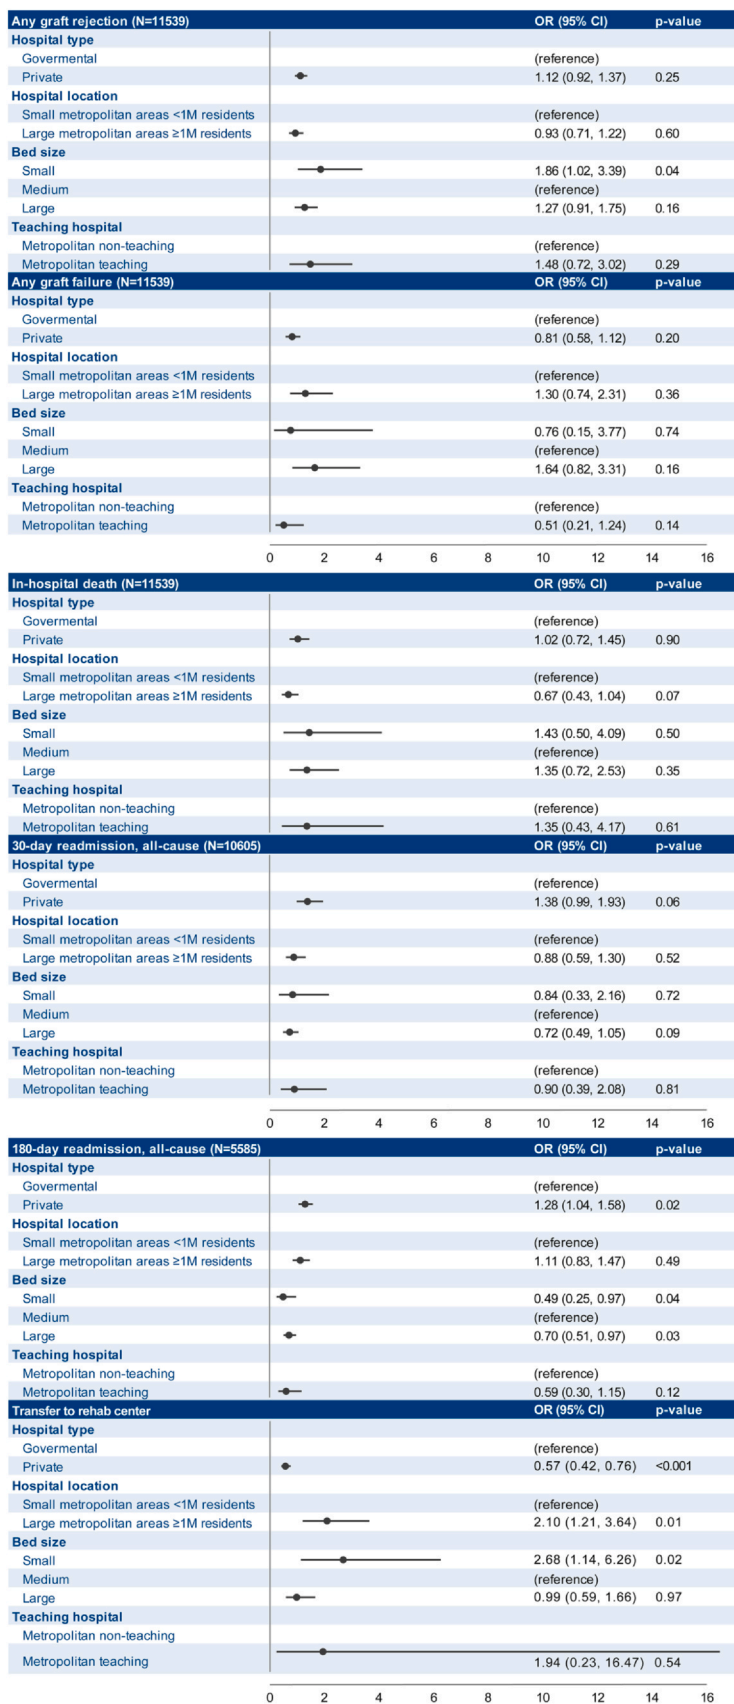 Any graft rejection (N=11539) OR (95% CI) p-value
Hospital type
Govermental (reference)
Private 1.12 (0.92, 1.37) 0.25
Hospital location
Small metropolitan areas <1M residents (reference)
Large metropolitan areas ≥1M residents 0.93 (0.71, 1.22) 0.60
Bed size
Small 1.86 (1.02, 3.39) 0.04
Medium (reference)
Large 1.27 (0.91, 1.75) 0.16
Teaching hospital
Metropolitan non-teaching (reference)
Metropolitan teaching 1.48 (0.72, 3.02) 0.29
Any graft failure (N=11539) OR (95% CI) p-value
Hospital type
Govermental (reference)
Private 0.81 (0.58, 1.12) 0.20
Hospital location
Small metropolitan areas <1M residents (reference)
Large metropolitan areas ≥1M residents 1.30 (0.74, 2.31) 0.36
Bed size
Small 0.76 (0.15, 3.77) 0.74
Medium (reference)
Large 1.64 (0.82, 3.31) 0.16
Teaching hospital
Metropolitan non-teaching (reference)
Metropolitan teaching 0.51 (0.21, 1.24) 0.14
0 2 4 6 8 10 12 14 16
In-hospital death (N=11539) OR (95% CI) p-value
Hospital type
Govermental (reference)
Private 1.02 (0.72, 1.45) 0.90
Hospital location
Small metropolitan areas <1M residents (reference)
Large metropolitan areas ≥1M residents 0.67 (0.43, 1.04) 0.07
Bed size
Small 1.43 (0.50, 4.09) 0.50
Medium (reference)
Large 1.35 (0.72, 2.53) 0.35
Teaching hospital
Metropolitan non-teaching (reference)
Metropolitan teaching 1.35 (0.43, 4.17) 0.61
30-day readmission, all-cause (N=10605) OR (95% CI) p-value
Hospital type
Govermental (reference)
Private 1.38 (0.99, 1.93) 0.06
Hospital location
Small metropolitan areas <1M residents (reference)
Large metropolitan areas ≥1M residents 0.88 (0.59, 1.30) 0.52
Bed size
Small 0.84 (0.33, 2.16) 0.72
Medium (reference)
Large 0.72 (0.49, 1.05) 0.09
Teaching hospital
Metropolitan non-teaching (reference)
Metropolitan teaching 0.90 (0.39, 2.08) 0.81
0 2 4 6 8 10 12 14 16
180-day readmission, all-cause (N=5585) OR (95% CI) p-value
Hospital type
Govermental (reference)
Private 1.28 (1.04, 1.58) 0.02
Hospital location
Small metropolitan areas <1M residents (reference)
Large metropolitan areas ≥1M residents 1.11 (0.83, 1.47) 0.49
Bed size
Small 0.49 (0.25, 0.97) 0.04
Medium (reference)
Large 0.70 (0.51, 0.97) 0.03
Teaching hospital
Metropolitan non-teaching (reference)
Metropolitan teaching 0.59 (0.30, 1.15) 0.12
Transfer to rehab center OR (95% CI) p-value
Hospital type
Govermental (reference)
Private 0.57 (0.42, 0.76) <0.001
Hospital location
Small metropolitan areas <1M residents (reference)
Large metropolitan areas ≥1M residents 2.10 (1.21, 3.64) 0.01
Bed size
Small 2.68 (1.14, 6.26) 0.02
Medium (reference)
Large 0.99 (0.59, 1.66) 0.97
Teaching hospital
Metropolitan non-teaching
Metropolitan teaching 1.94 (0.23, 16.47) 0.54
0 2 4 6 8 10 12 14 16